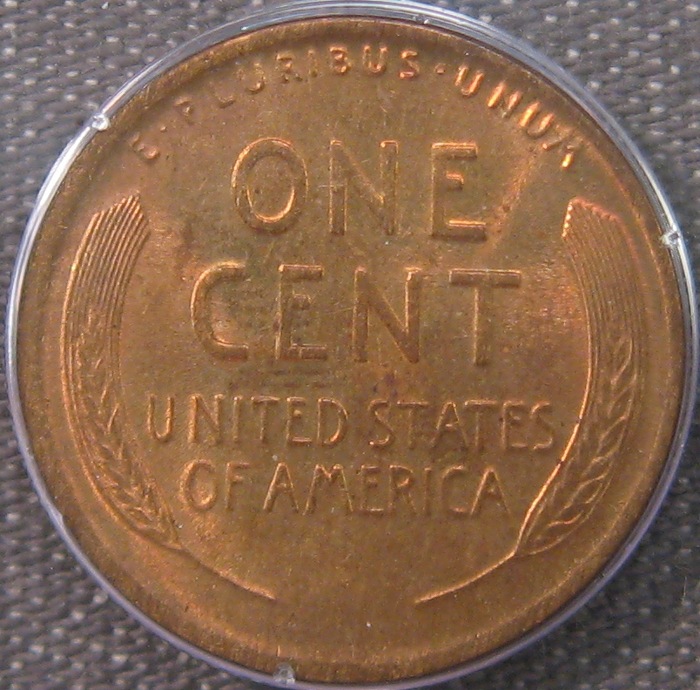 E · PLURIBUS · UNUM
ONE
CENT
UNITED STATES
OF AMERICA